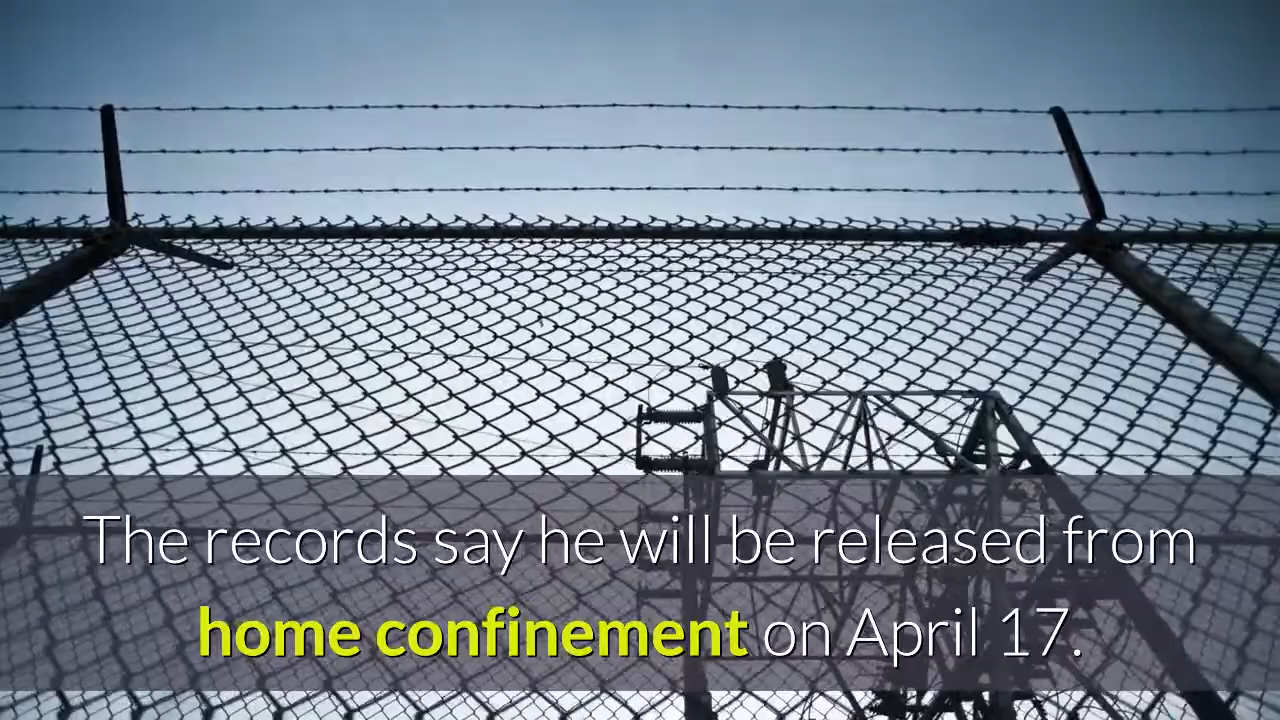 The records say he will be released from
home confinement on April 17.